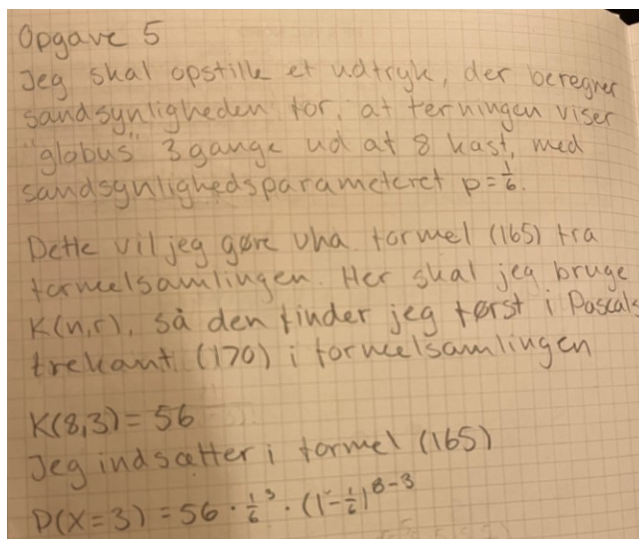 Opgave 5
Jeg skal opstille et udtryk, der beregner
sandsynligheden for, at terningen viser
"globus" 3 gange ud af 8 kast, med
sandsynlighedsparameteret p = 1/6.
Dette vil jeg gøre vha. formel (165) fra
formelsamlingen. Her skal jeg bruge
K(n,r), så den finder jeg først i Pascals
trekant (170) i formelsamlingen
K(8,3) = 56
Jeg indsætter i formel (165)
P(X=3) = 56 · 1/6³ · (1 - 1/6)⁸⁻³